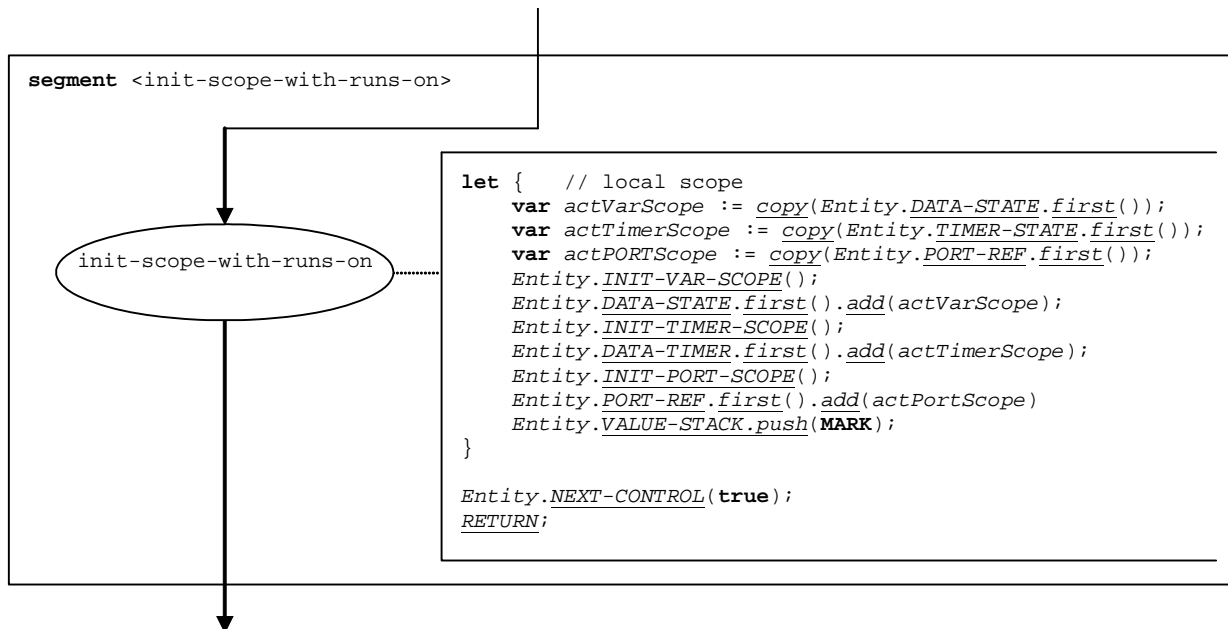 segment <init-scope-with-runs-on>
init-scope-with-runs-on
let {   // local scope
    var actVarScope := copy(Entity.DATA-STATE.first());
    var actTimerScope := copy(Entity.TIMER-STATE.first());
    var actPORTScope := copy(Entity.PORT-REF.first());
    Entity.INIT-VAR-SCOPE();
    Entity.DATA-STATE.first().add(actVarScope);
    Entity.INIT-TIMER-SCOPE();
    Entity.DATA-TIMER.first().add(actTimerScope);
    Entity.INIT-PORT-SCOPE();
    Entity.PORT-REF.first().add(actPortScope)
    Entity.VALUE-STACK.push(MARK);
}
Entity.NEXT-CONTROL(true);
RETURN;